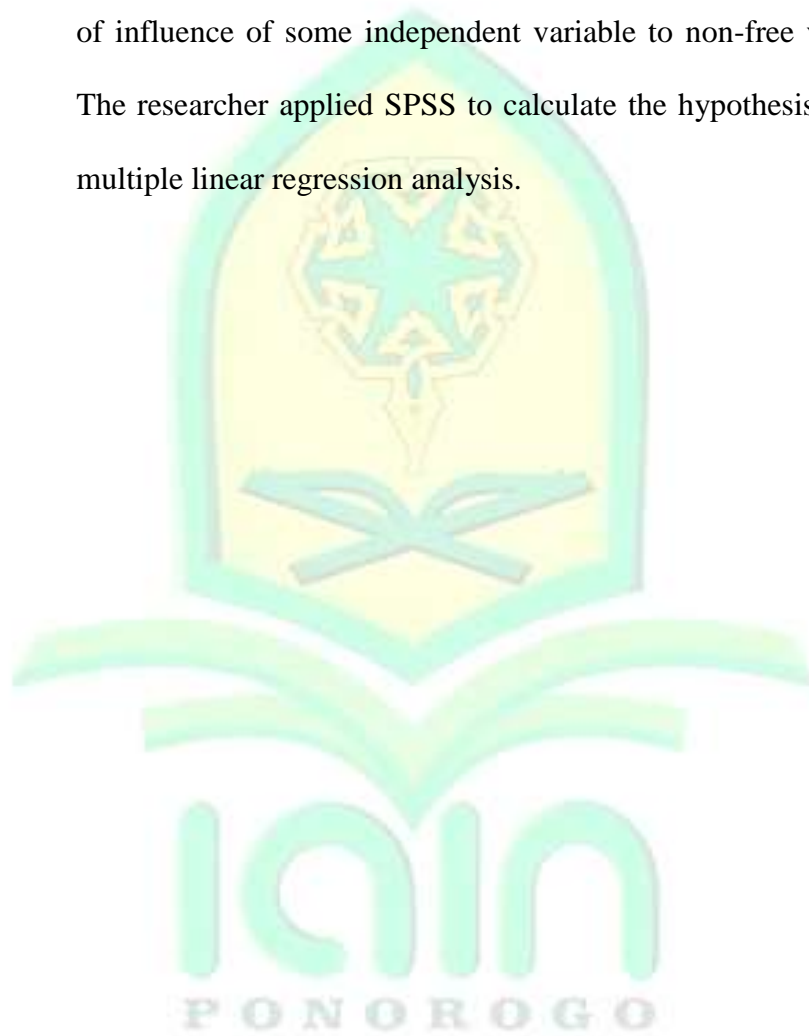 of influence of some independent variable to non-free
The researcher applied SPSS to calculate the hypothesis
multiple linear regression analysis.
iain
PONOROGO